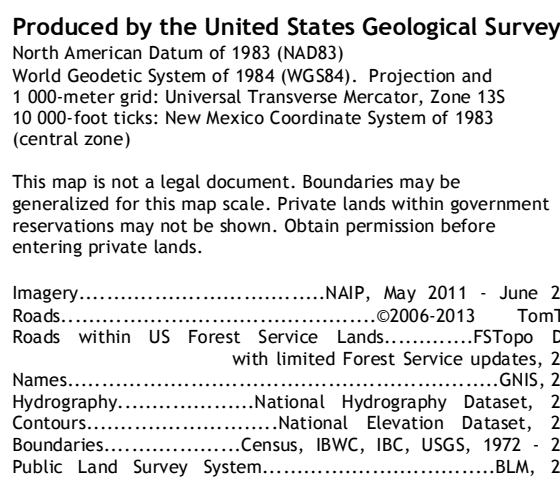 Produced by the United States Geological Survey
North American Datum of 1983 (NAD83)
World Geodetic System of 1984 (WGS84). Projection and
1 000-meter grid: Universal Transverse Mercator, Zone 13S
10 000-foot ticks: New Mexico Coordinate System of 1983
(central zone)
This map is not a legal document. Boundaries may be
generalized for this map scale. Private lands within government
reservations may not be shown. Obtain permission before
entering private lands.
Imagery................................NAIP, May 2011 - June 2
Roads.........................................©2006-2013 TomT
Roads within US Forest Service Lands.............FSTopo D
with limited Forest Service updates, 2
Names........................................................GNIS, 2
Hydrography..................National Hydrography Dataset, 2
Contours.....................National Elevation Dataset, 2
Boundaries..................Census, IBWC, IBC, USGS, 1972 - 2
Public Land Survey System..............................BLM, 2